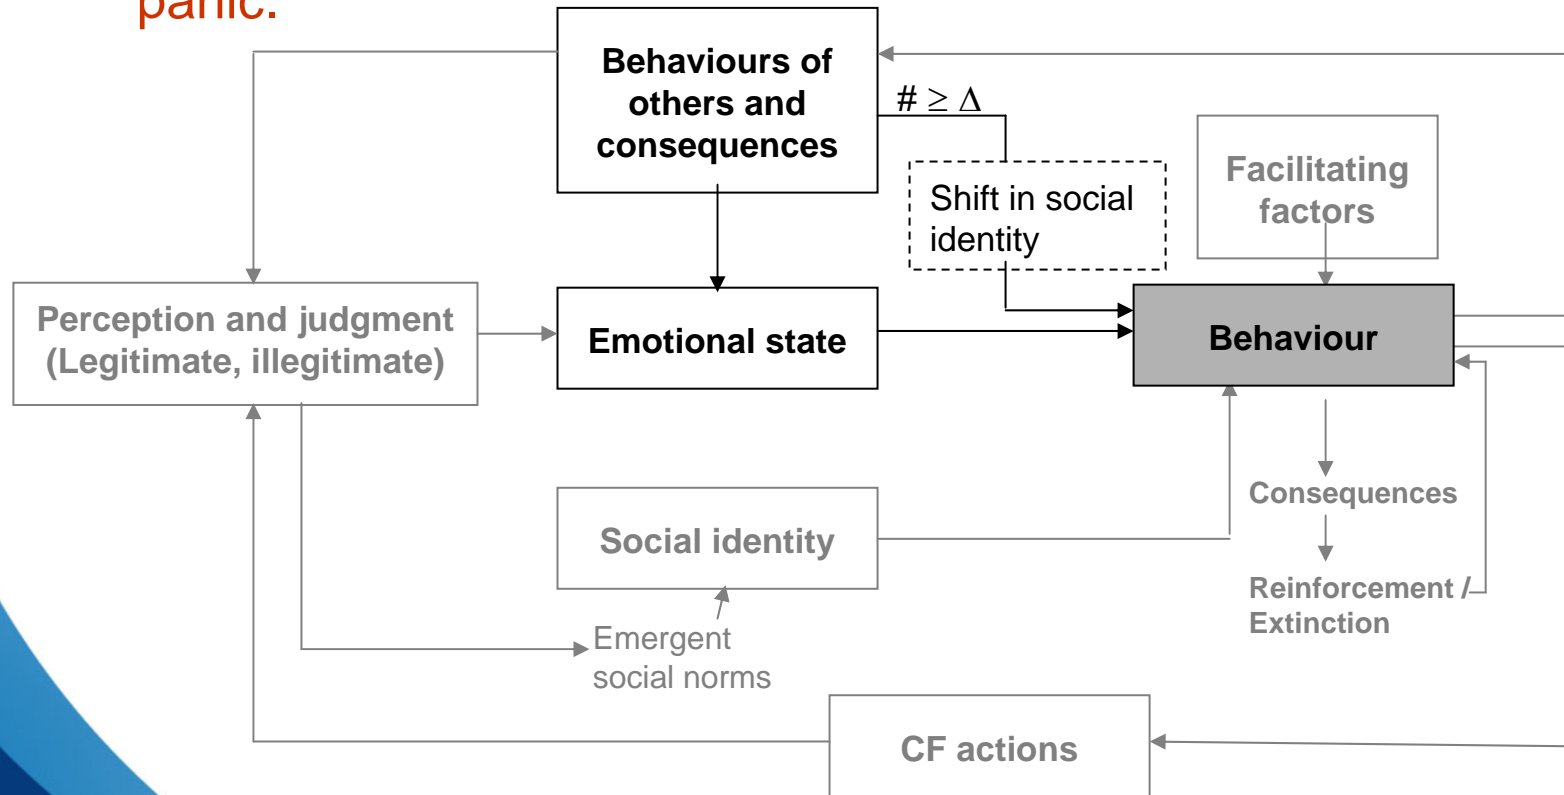 panic.
Behaviours of
others and
consequences
# ≥ Δ
Shift in social
identity
Facilitating
factors
Perception and judgment
(Legitimate, illegitimate)
Emotional state
Behaviour
Consequences
Social identity
Reinforcement /
Extinction
Emergent
social norms
CF actions